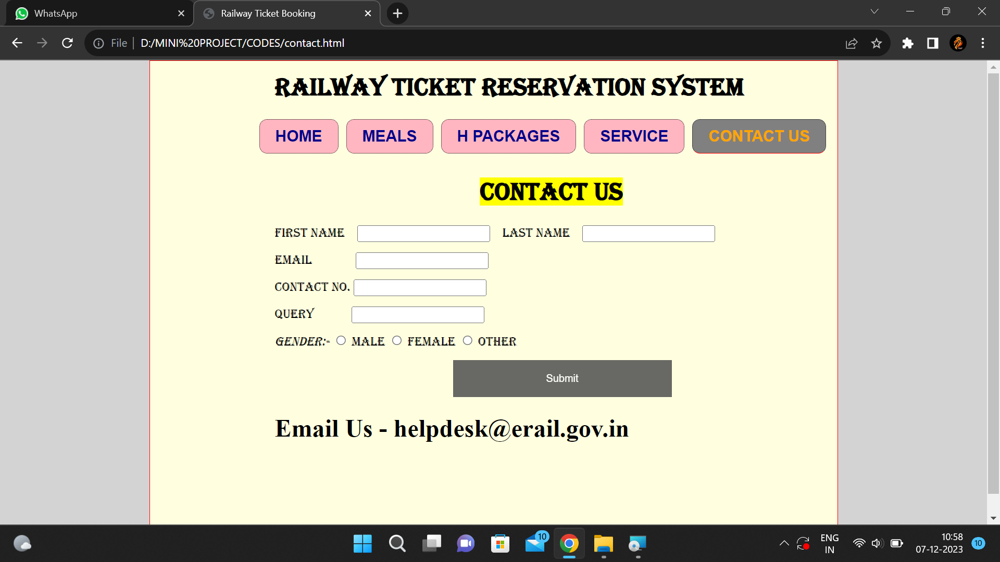 WhatsApp
Railway Ticket Booking
File
D:/MINI%20PROJECT/CODES/contact.html
RAILWAY TICKET RESERVATION SYSTEM
HOME MEALS H PACKAGES SERVICE CONTACT US
CONTACT US
FIRST NAME LAST NAME
EMAIL
CONTACT NO.
QUERY
GENDER:- MALE FEMALE OTHER
Submit
Email Us - helpdesk@erail.gov.in
10
ENG
IN
10:58
07-12-2023
10